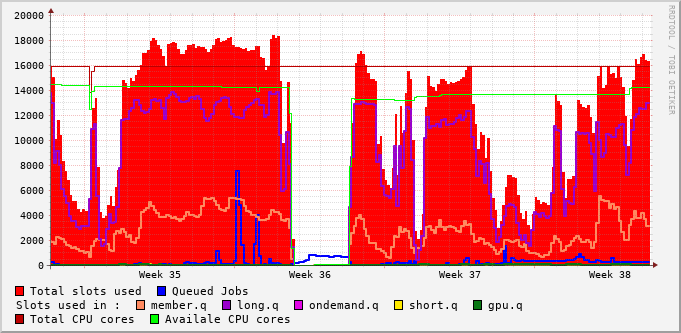 20000
18000
16000
14000
12000
10000
8000
6000
4000
2000
0
Week 35 Week 36 Week 37 Week 38
RRDTOOL / TOBI OETIKER
Total slots used Queued Jobs
Slots used in : member.q long.q ondemand.q short.q gpu.q
Total CPU cores Availale CPU cores